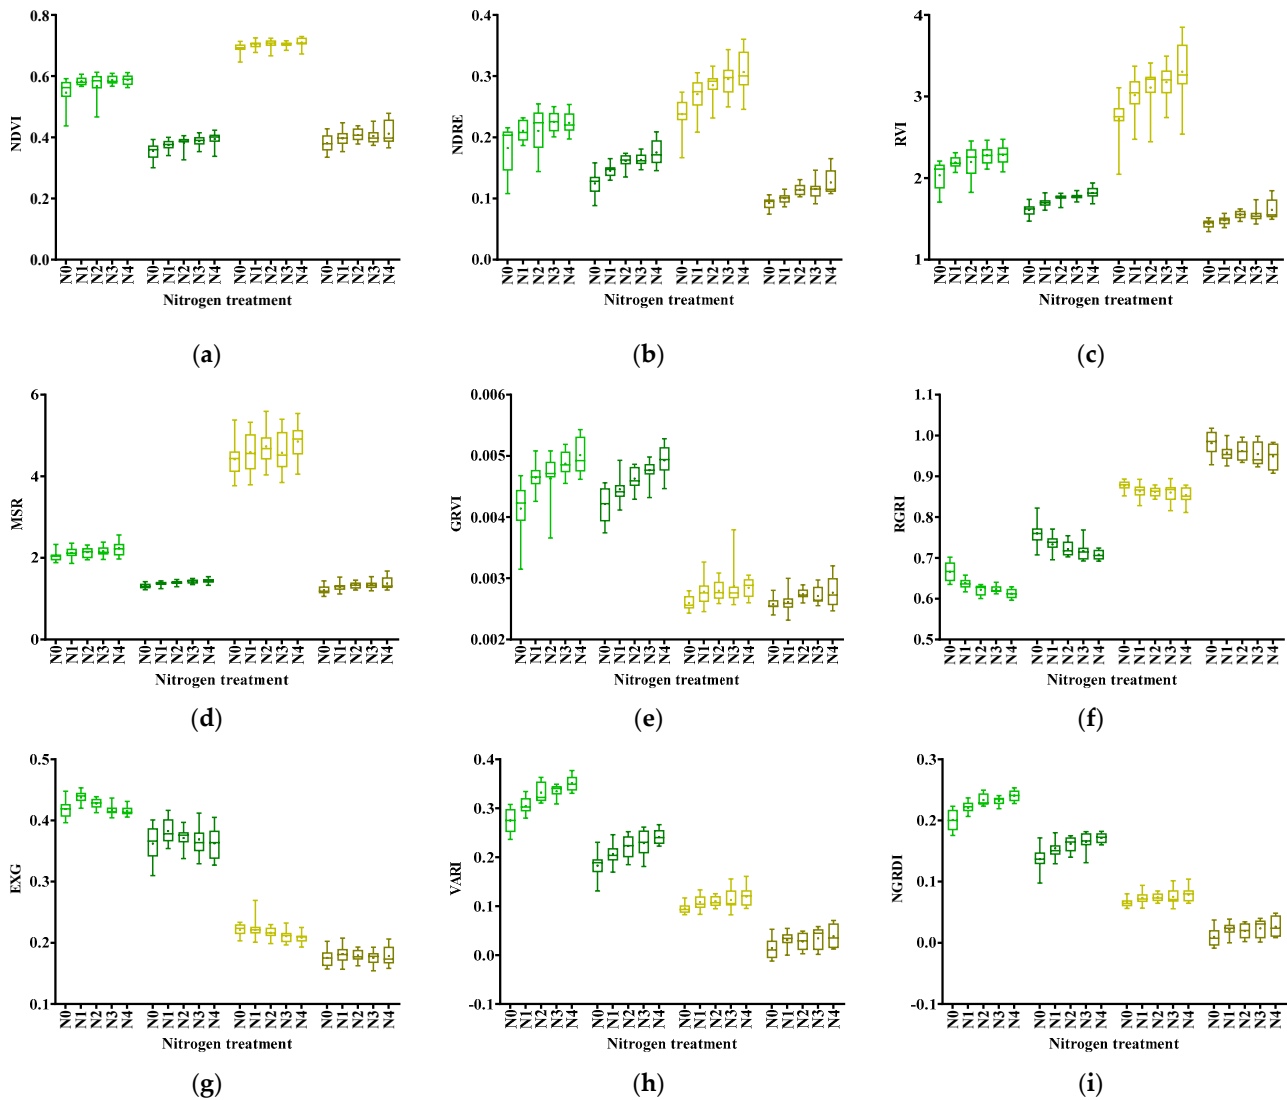 0.8
0.6
0.4
0.2
0.0
NDVI
N0 N1 N2 N3 N4 N0 N1 N2 N3 N4 N0 N1 N2 N3 N4 N0 N1 N2 N3 N4
Nitrogen treatment
(a)
0.4
0.3
0.2
0.1
0.0
NDRE
N0 N1 N2 N3 N4 N0 N1 N2 N3 N4 N0 N1 N2 N3 N4 N0 N1 N2 N3 N4
Nitrogen treatment
(b)
4
3
2
1
RVI
N0 N1 N2 N3 N4 N0 N1 N2 N3 N4 N0 N1 N2 N3 N4 N0 N1 N2 N3 N4
Nitrogen treatment
(c)
6
4
2
0
MSR
N0 N1 N2 N3 N4 N0 N1 N2 N3 N4 N0 N1 N2 N3 N4 N0 N1 N2 N3 N4
Nitrogen treatment
(d)
0.006
0.005
0.004
0.003
0.002
GRVI
N0 N1 N2 N3 N4 N0 N1 N2 N3 N4 N0 N1 N2 N3 N4 N0 N1 N2 N3 N4
Nitrogen treatment
(e)
1.1
1.0
0.9
0.8
0.7
0.6
0.5
RGRI
N0 N1 N2 N3 N4 N0 N1 N2 N3 N4 N0 N1 N2 N3 N4 N0 N1 N2 N3 N4
Nitrogen treatment
(f)
0.5
0.4
0.3
0.2
0.1
EXG
N0 N1 N2 N3 N4 N0 N1 N2 N3 N4 N0 N1 N2 N3 N4 N0 N1 N2 N3 N4
Nitrogen treatment
(g)
0.4
0.3
0.2
0.1
0.0
-0.1
VARI
N0 N1 N2 N3 N4 N0 N1 N2 N3 N4 N0 N1 N2 N3 N4 N0 N1 N2 N3 N4
Nitrogen treatment
(h)
0.3
0.2
0.1
0.0
-0.1
NGRDI
N0 N1 N2 N3 N4 N0 N1 N2 N3 N4 N0 N1 N2 N3 N4 N0 N1 N2 N3 N4
Nitrogen treatment
(i)